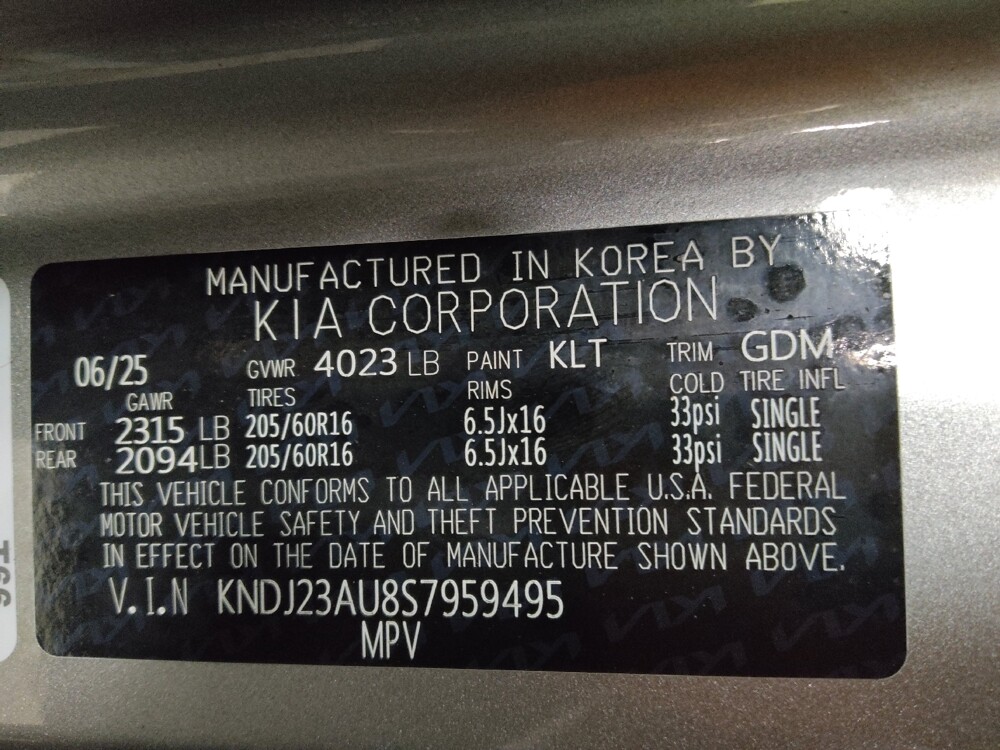 MANUFACTURED IN KOREA BY
KIA CORPORATION
06/25 GVWR 4023 LB PAINT KLT TRIM GDM
GAWR TIRES RIMS COLD TIRE INFL
FRONT 2315 LB 205/60R16 6.5Jx16 33psi SINGLE
REAR 2094LB 205/60R16 6.5Jx16 33psi SINGLE
THIS VEHICLE CONFORMS TO ALL APPLICABLE U.S.A. FEDERAL
MOTOR VEHICLE SAFETY AND THEFT PREVENTION STANDARDS
IN EFFECT ON THE DATE OF MANUFACTURE SHOWN ABOVE.
V.I.N KNDJ23AU8S7959495
MPV